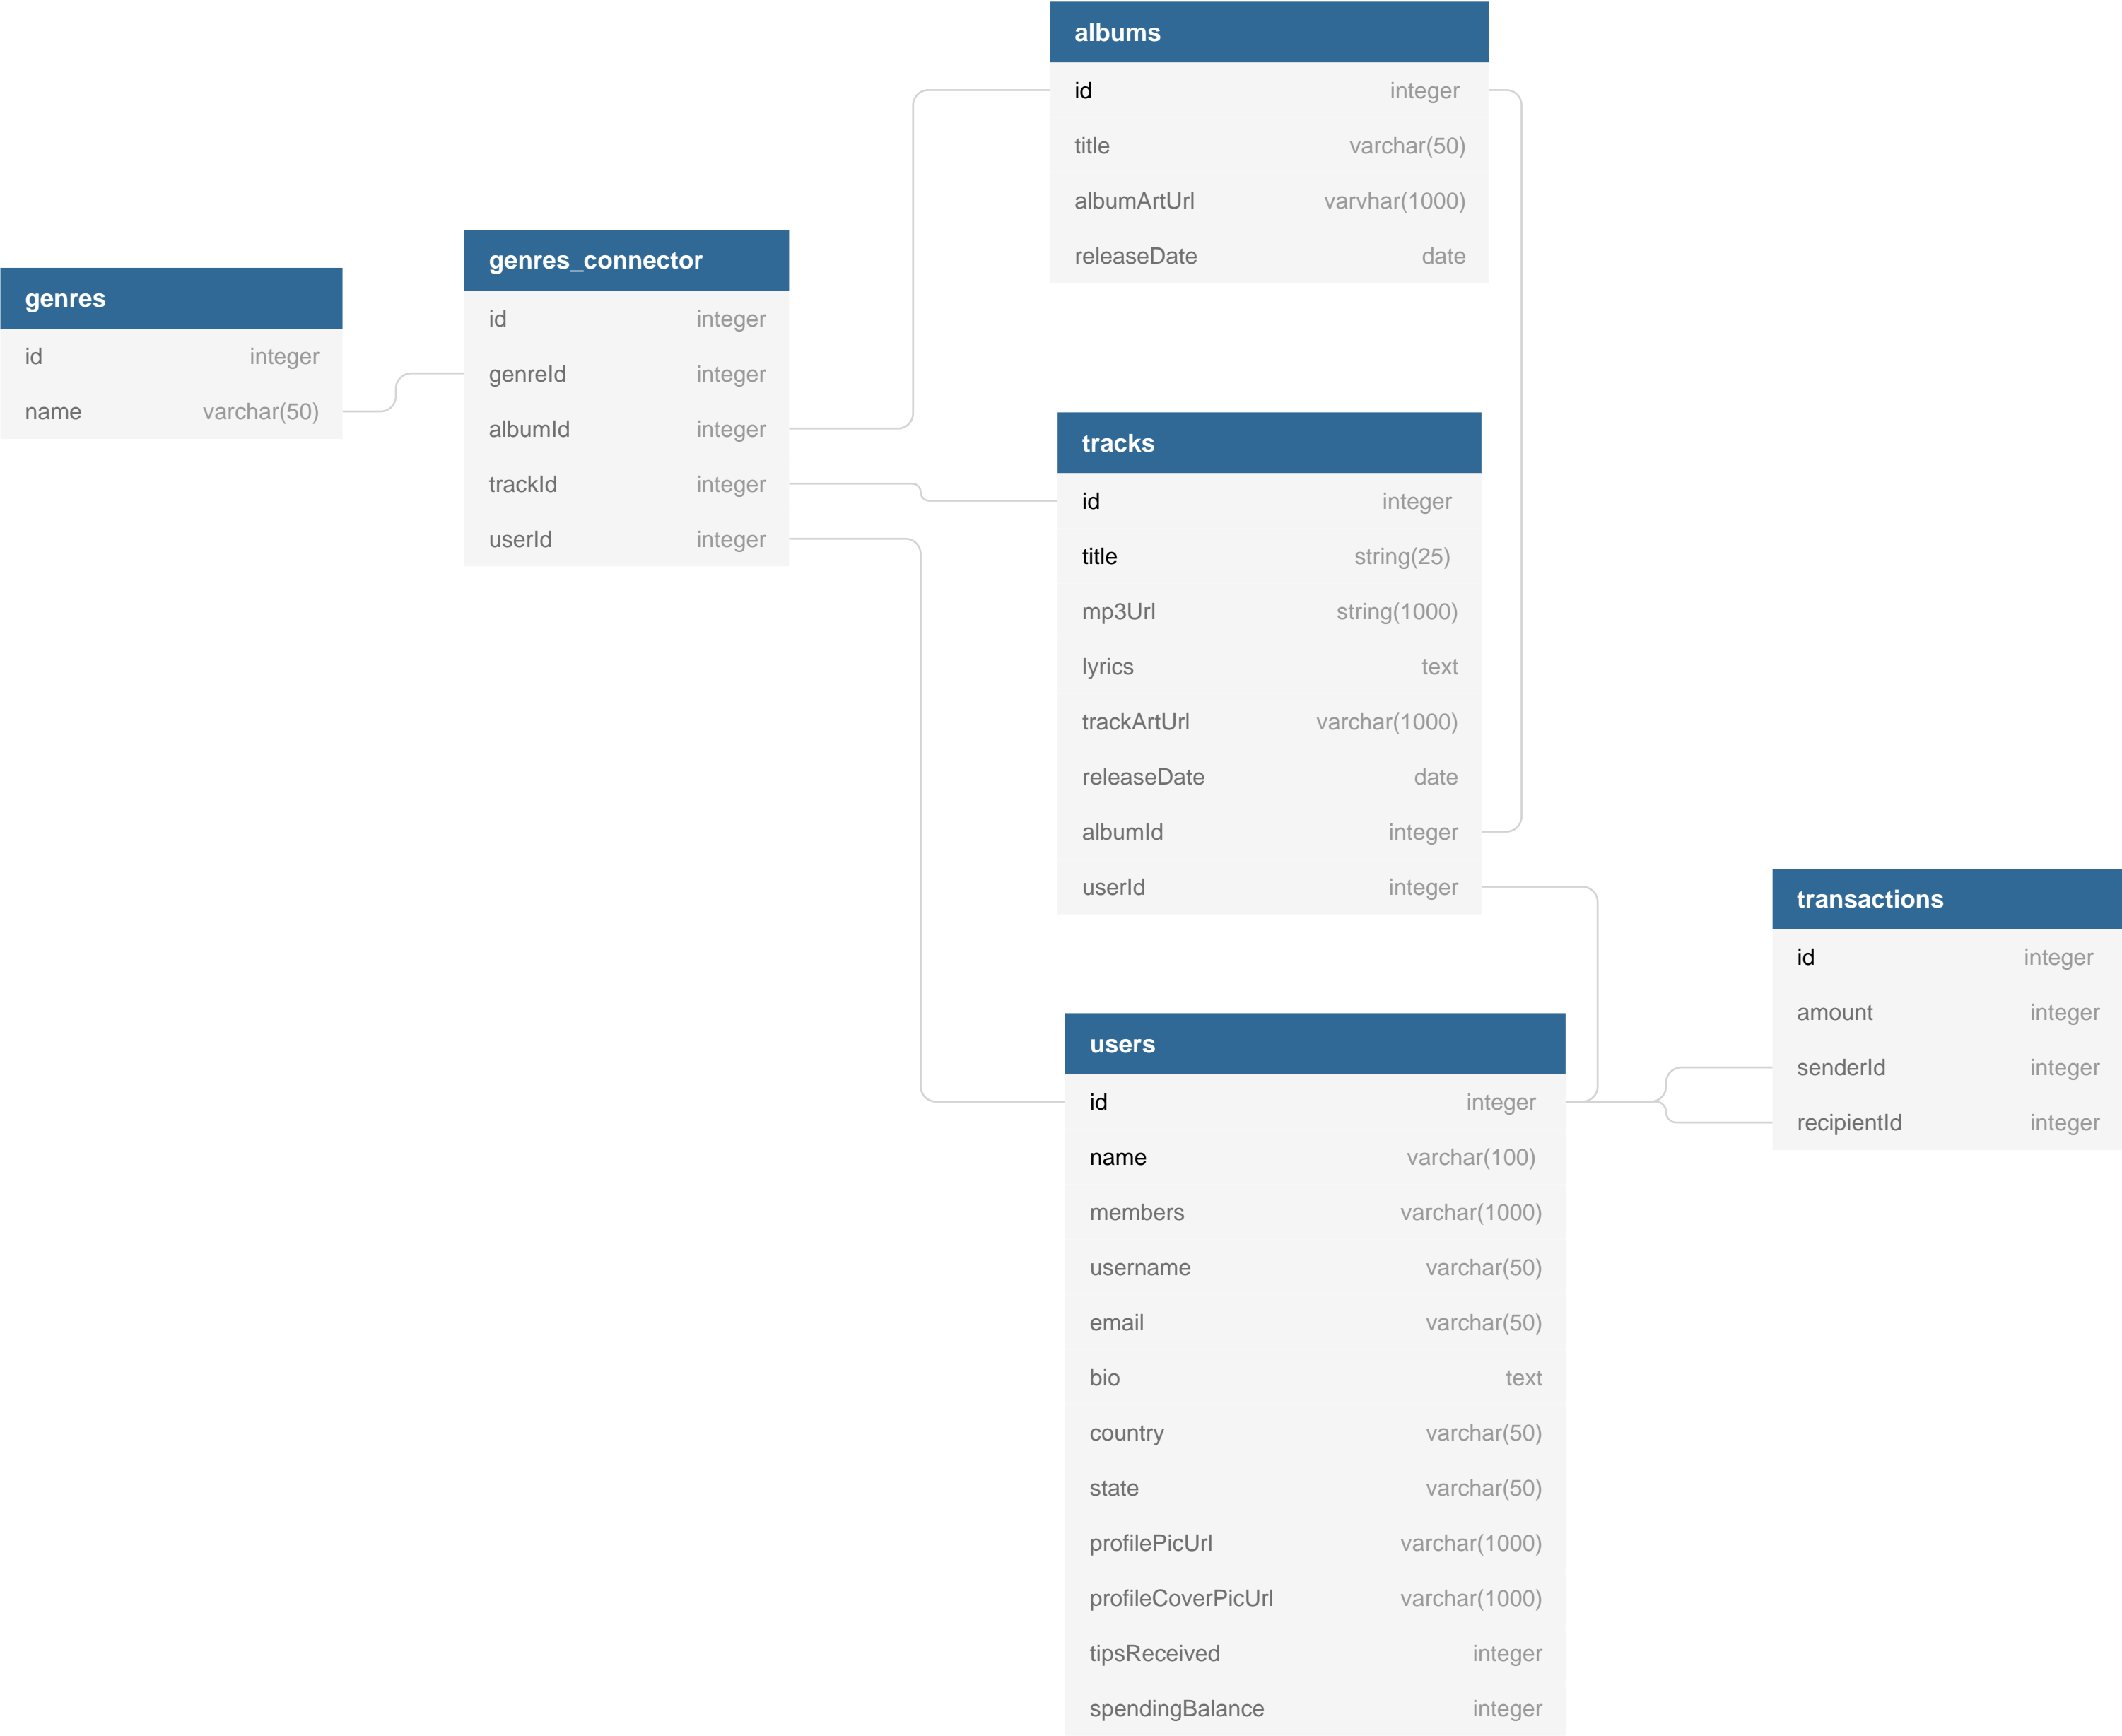 albums
id integer
title varchar(50)
albumArtUrl varvhar(1000)
releaseDate date
genres_connector
id integer
genreId integer
albumId integer
trackId integer
userId integer
genres
id integer
name varchar(50)
tracks
id integer
title string(25)
mp3Url string(1000)
lyrics text
trackArtUrl varchar(1000)
releaseDate date
albumId integer
userId integer
transactions
id integer
amount integer
senderId integer
recipientId integer
users
id integer
name varchar(100)
members varchar(1000)
username varchar(50)
email varchar(50)
bio text
country varchar(50)
state varchar(50)
profilePicUrl varchar(1000)
profileCoverPicUrl varchar(1000)
tipsReceived integer
spendingBalance integer